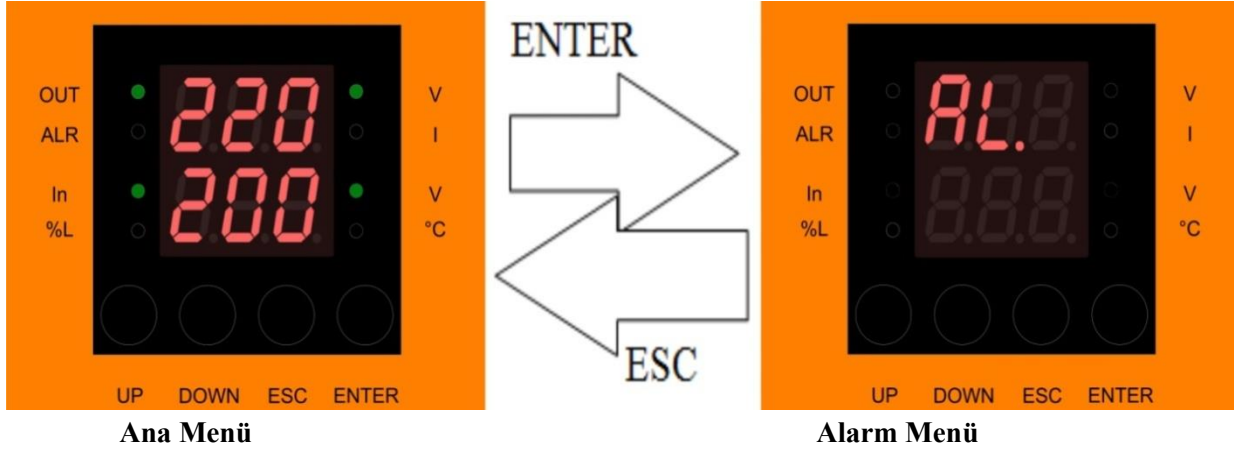 OUT 220 V
ALR I
In 200 V
%L °C
UP DOWN ESC ENTER
Ana Menü
ENTER
ESC
OUT AL. V
ALR I
In V
%L °C
UP DOWN ESC ENTER
Alarm Menü